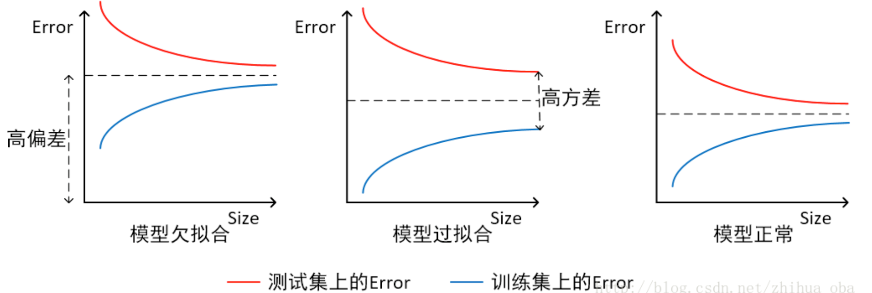 Error
Error
Error
高偏差
高方差
Size
Size
Size
模型欠拟合
模型过拟合
模型正常
测试集上的Error
训练集上的Error
http://blog.csdn.net/zhihua_oba